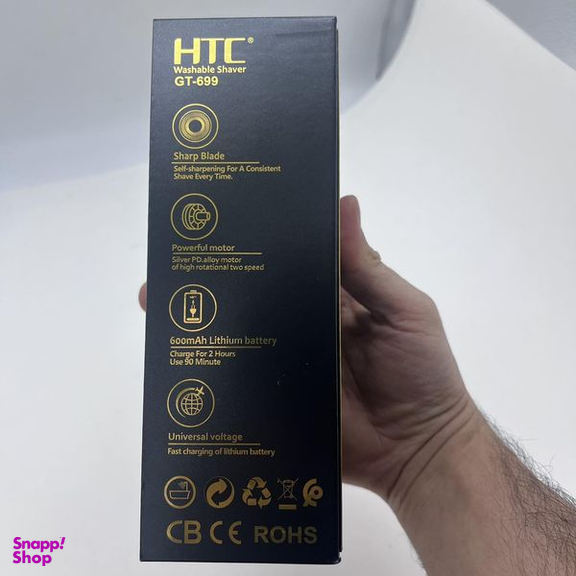 HTC®
Washable Shaver
GT-699
Sharp Blade
Self-sharpening For A Consistent
Shave Every Time.
Powerful motor
Silver PD.alloy motor
of high rotational two speed
600mAh Lithium battery
Charge For 2 Hours
Use 90 Minute
Universal voltage
Fast charging of lithium battery
CB CE ROHS
Snapp!
Shop